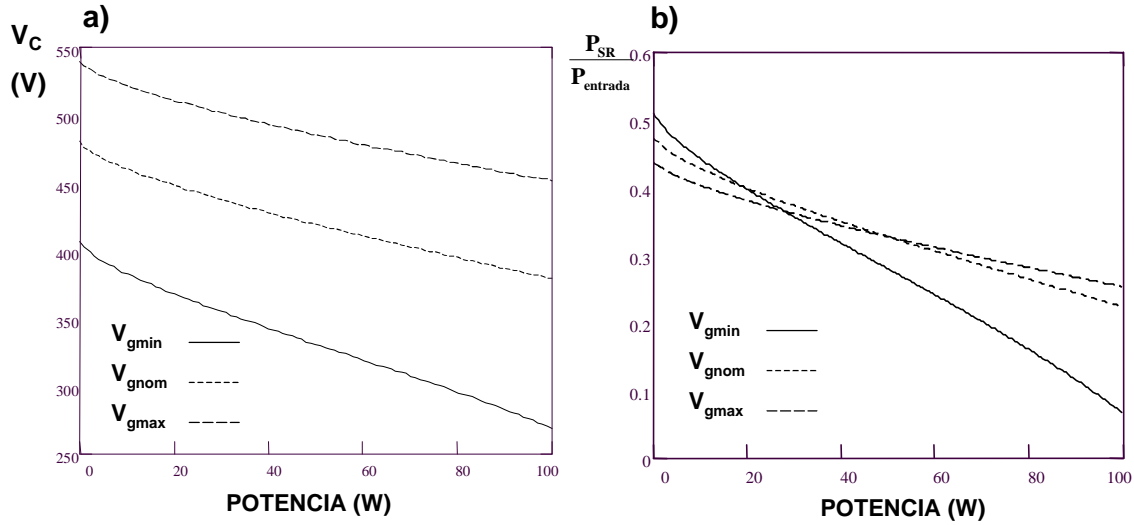 a)
V_C
(V)
550
500
450
400
350
300
250
V_gmin
V_gnom
V_gmax
0 20 40 60 80 100
POTENCIA (W)
b)
P_SR
P_entrada
0.6
0.5
0.4
0.3
0.2
0.1
0
V_gmin
V_gnom
V_gmax
0 20 40 60 80 100
POTENCIA (W)